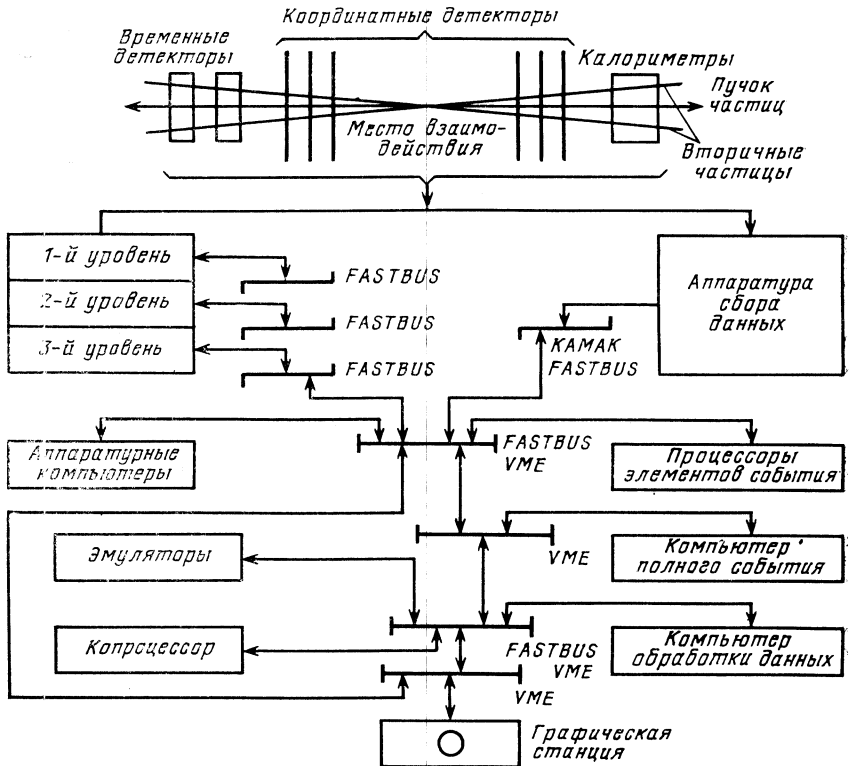 Координатные детекторы
Временные
детекторы
Калориметры
Пучок
частиц
Место взаимо-
действия
Вторичные
частицы
1-й уровень
FASTBUS
2-й уровень
FASTBUS
3-й уровень
FASTBUS
Аппаратура
сбора
данных
КАМАК
FASTBUS
Аппаратурные
компьютеры
FASTBUS
VME
Процессоры
элементов события
Эмуляторы
VME
Компьютер
полного события
Копрсцессор
FASTBUS
VME
Компьютер
обработки данных
VME
Графическая
станция